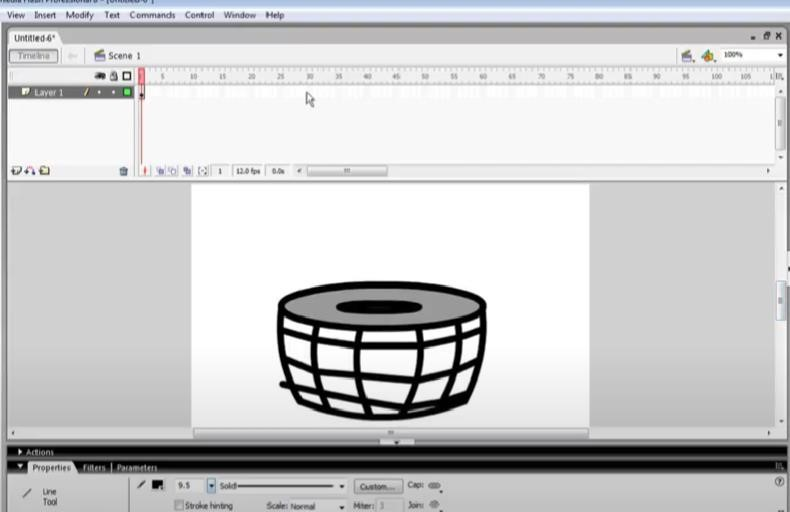 View Insert Modify Text Commands Control Window Help
Untitled-6*
Timeline Scene 1 100%
5 10 15 20 25 30 35 40 45 50 55 60 65 70 75 80 85 90 95 100 105
Layer 1
1 12.0 fps 0.0s
Actions
Properties Filters Parameters
Line Tool 9.5 Solid Custom... Cap:
Stroke hinting Scale: Normal Miter: 3 Join: